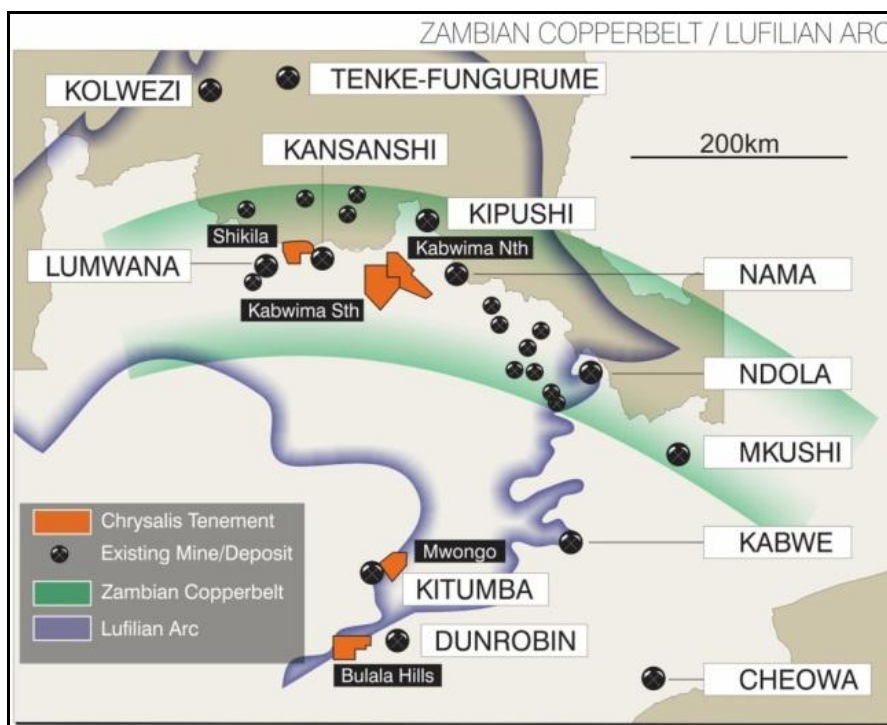 ZAMBIAN COPPERBELT / LUFILIAN ARC
TENKE-FUNGURUME
KOLWEZI
200km
KANSANSHI
KIPUSHI
Shikila
Kabwima Nth
LUMWANA
NAMA
Kabwima Sth
NDOLA
MKUSHI
Chrysalis Tenement
Existing Mine/Deposit
Zambian Copperbelt
Lufilian Arc
KABWE
Mwongo
KITUMBA
DUNROBIN
Bulala Hills
CHEOWA